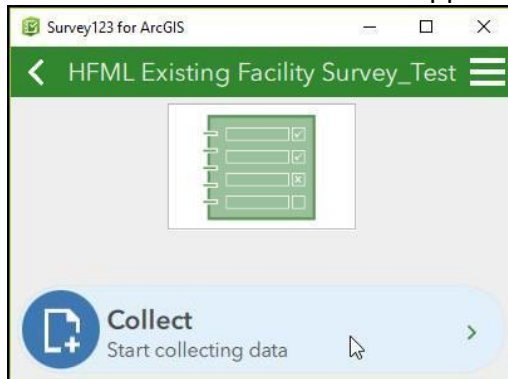 Survey123 for ArcGIS
HFML Existing Facility Survey_Test
Collect
Start collecting data